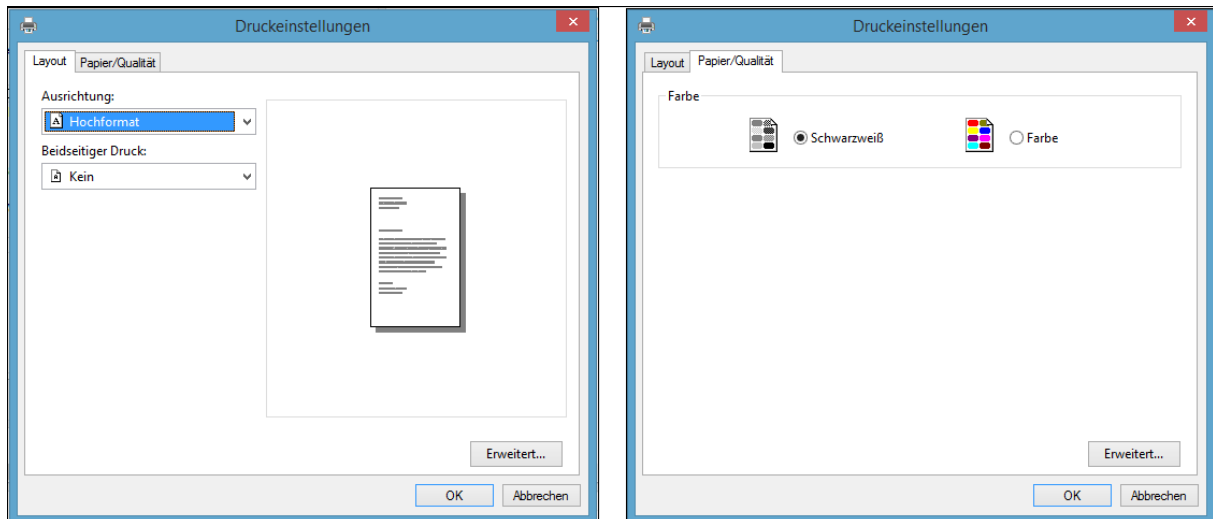 Druckeinstellungen
Layout Papier/Qualität
Ausrichtung:
Hochformat
Beidseitiger Druck:
Kein
Erweitert...
OK Abbrechen
Druckeinstellungen
Layout Papier/Qualität
Farbe
Schwarzweiß Farbe
Erweitert...
OK Abbrechen